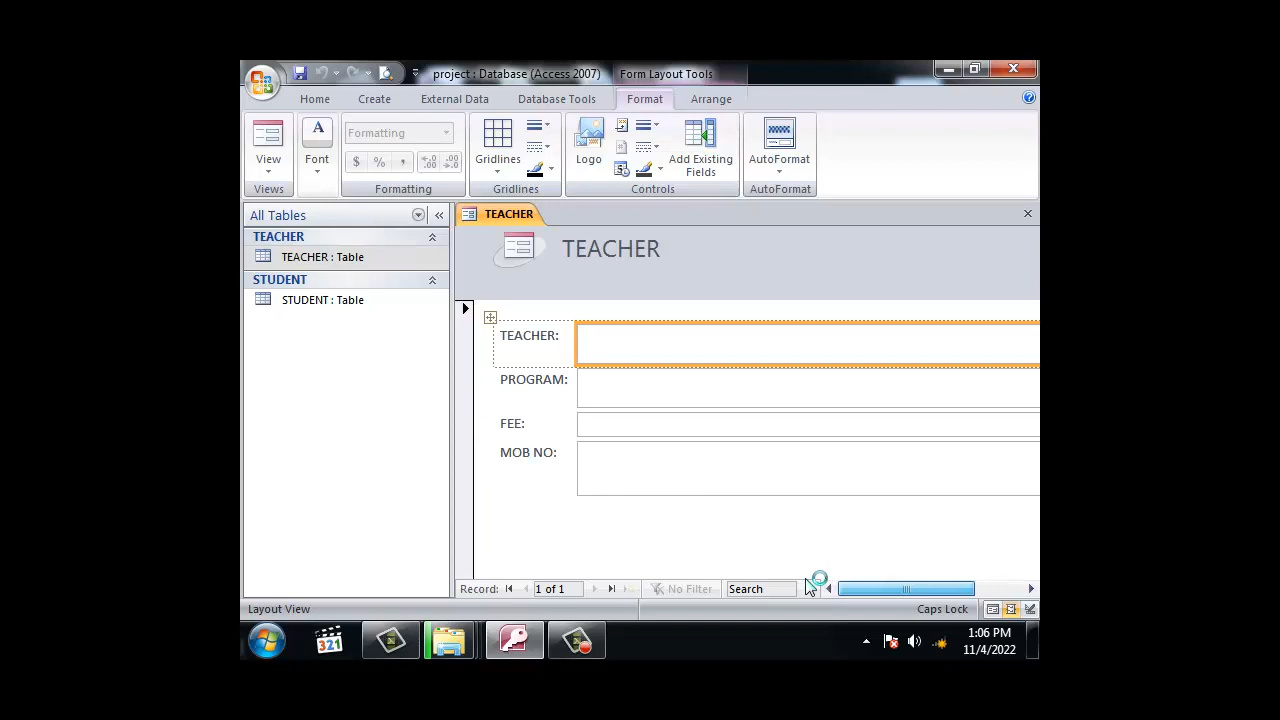 project : Database (Access 2007) Form Layout Tools
Home Create External Data Database Tools Format Arrange
View Font Formatting Gridlines Logo Add Existing Fields AutoFormat
$ % ,
Views Formatting Gridlines Controls AutoFormat
All Tables
TEACHER
TEACHER : Table
STUDENT
STUDENT : Table
TEACHER
TEACHER
TEACHER:
PROGRAM:
FEE:
MOB NO:
Record: 1 of 1 No Filter Search
Layout View Caps Lock
321
1:06 PM
11/4/2022